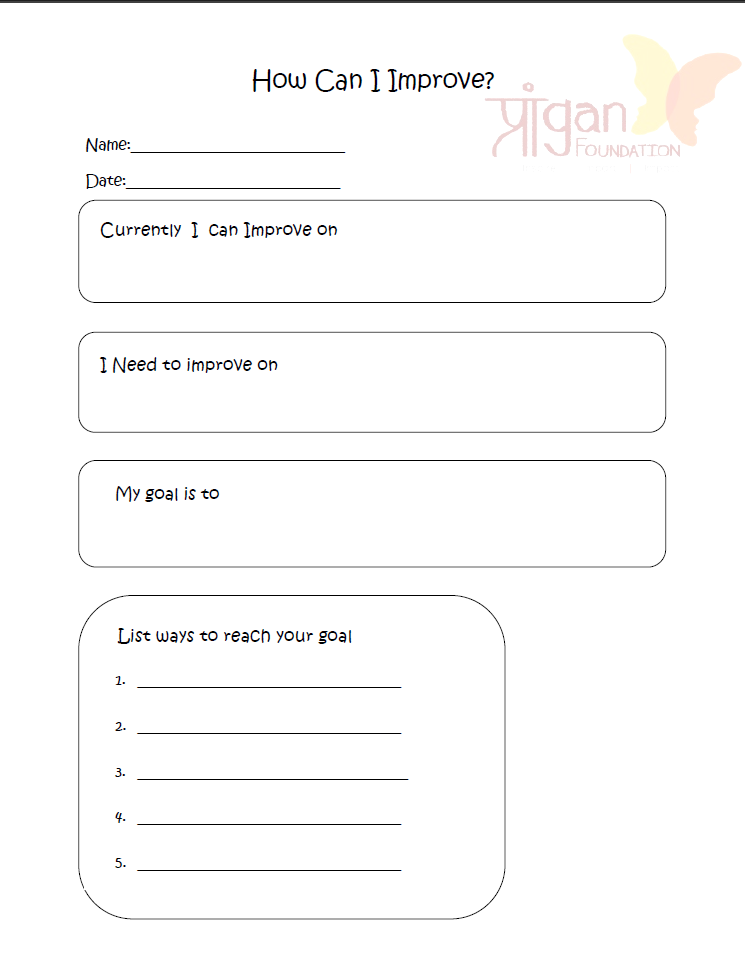 How Can I Improve?
प्रांgan
FOUNDATION
Name:
Date:
Currently I can Improve on
I Need to improve on
My goal is to
List ways to reach your goal
1.
2.
3.
4.
5.